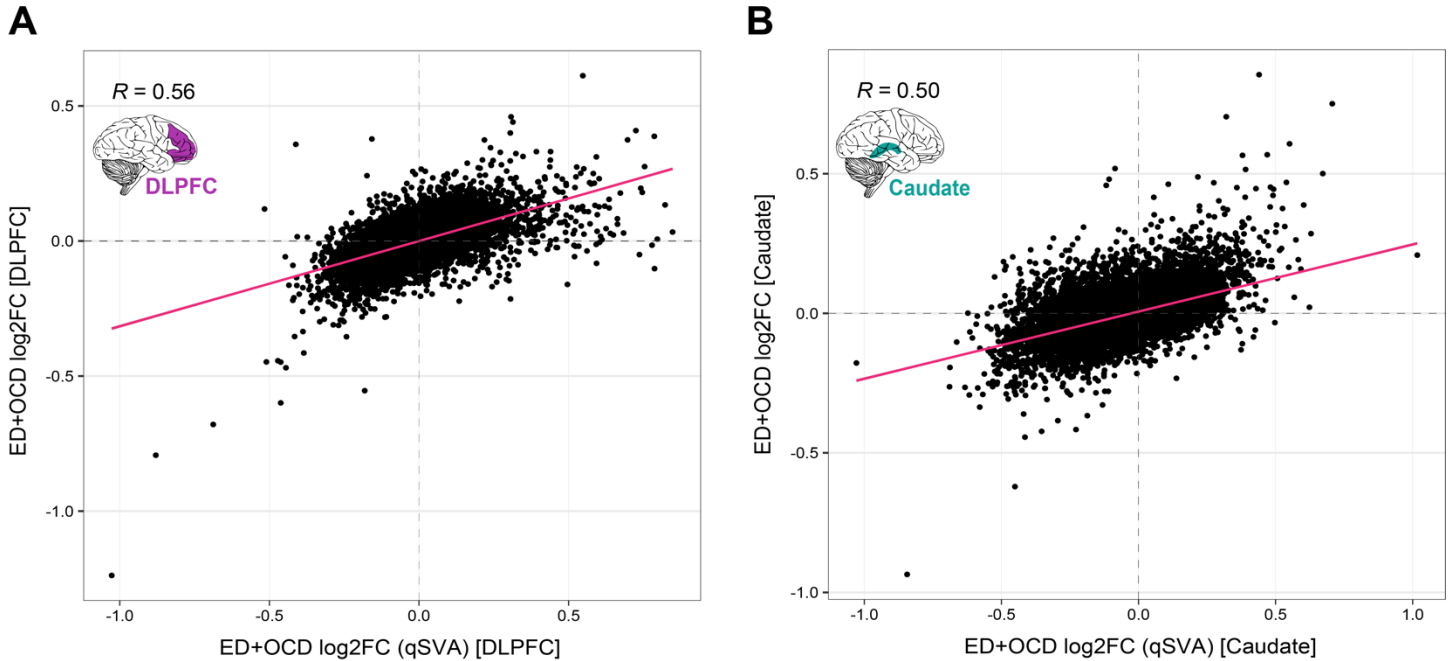 A
R = 0.56
DLPFC
0.5
0.0
-0.5
-1.0
ED+OCD log2FC [DLPFC]
-1.0
-0.5
0.0
0.5
ED+OCD log2FC (qSVA) [DLPFC]
B
R = 0.50
Caudate
0.5
0.0
-0.5
-1.0
ED+OCD log2FC [Caudate]
-1.0
-0.5
0.0
0.5
1.0
ED+OCD log2FC (qSVA) [Caudate]